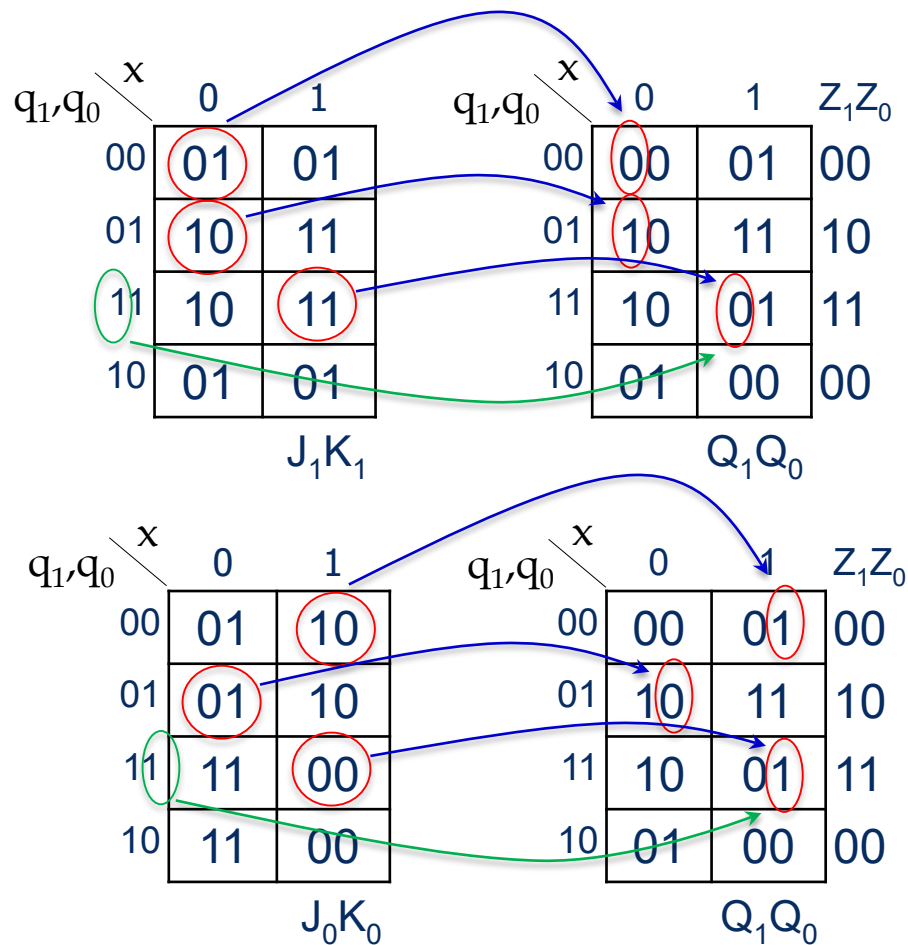 x x
q₁,q₀ 0 1 q₁,q₀ 0 1 Z₁Z₀
00 01 01 00 00 01 00
01 10 11 01 10 11 10
11 10 11 11 10 01 11
10 01 01 10 01 00 00
J₁K₁ Q₁Q₀
x x
q₁,q₀ 0 1 q₁,q₀ 0 1 Z₁Z₀
00 01 10 00 00 01 00
01 01 10 01 10 11 10
11 11 00 11 10 01 11
10 11 00 10 01 00 00
J₀K₀ Q₁Q₀